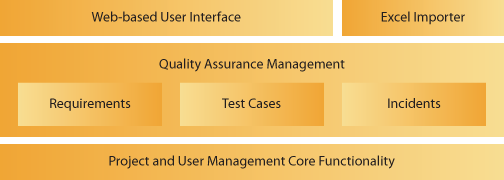 Web-based User Interface
Excel Importer
Quality Assurance Management
Requirements
Test Cases
Incidents
Project and User Management Core Functionality